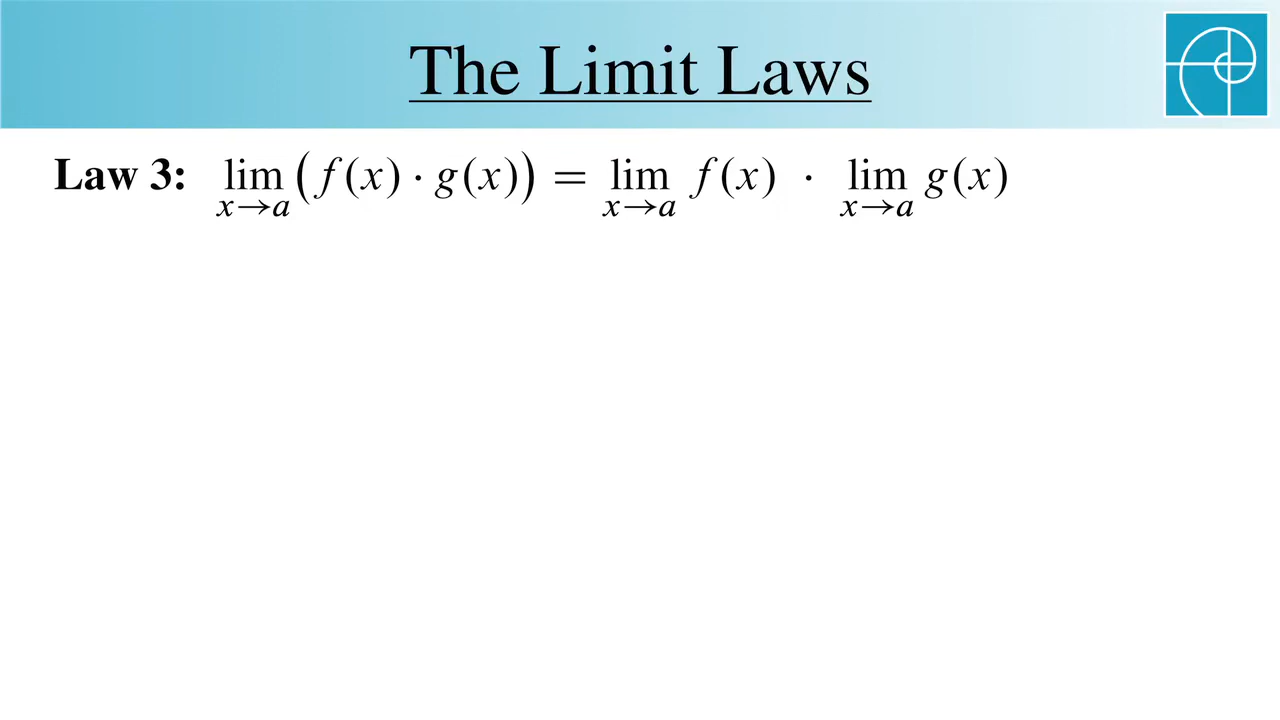 The Limit Laws
Law 3: lim x→a (f(x) · g(x)) = lim x→a f(x) · lim x→a g(x)